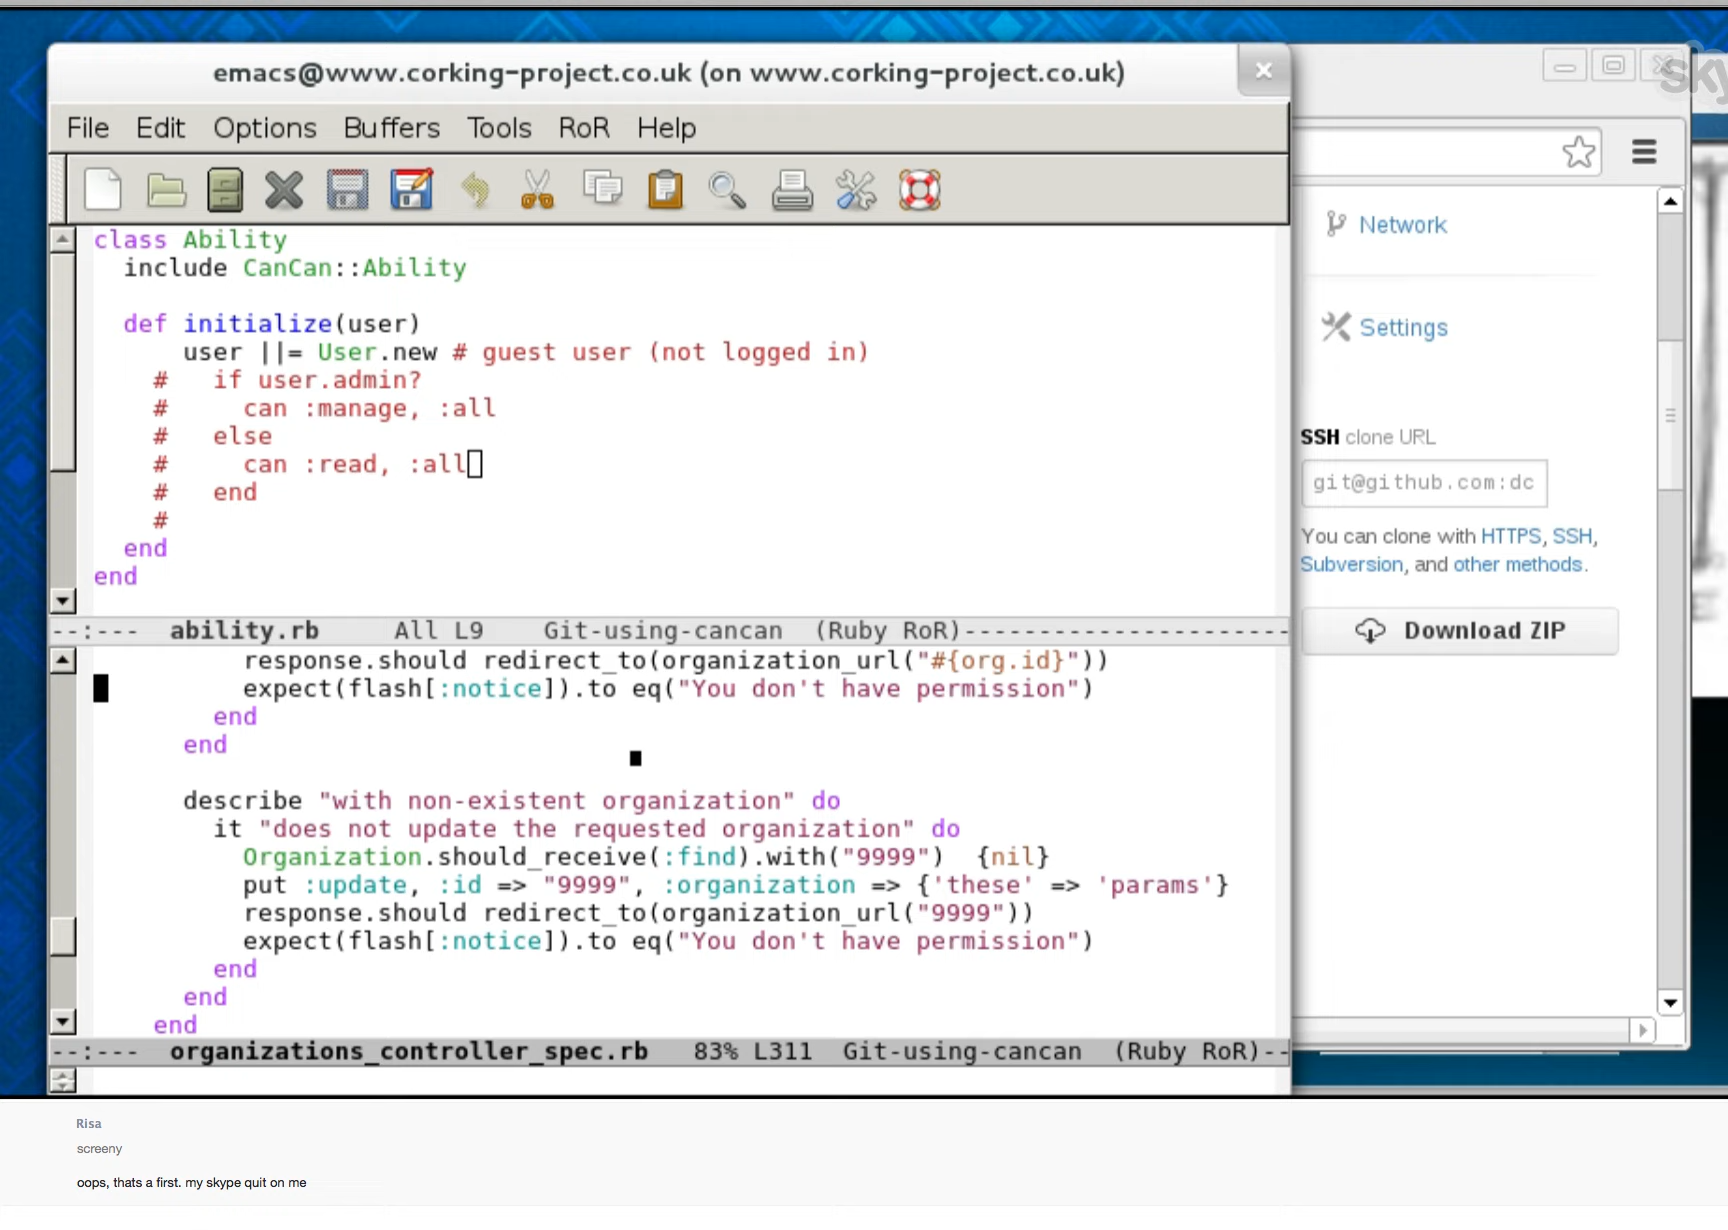 emacs@www.corking-project.co.uk (on www.corking-project.co.uk)
File Edit Options Buffers Tools RoR Help
class Ability
  include CanCan::Ability

  def initialize(user)
      user ||= User.new # guest user (not logged in)
    #   if user.admin?
    #     can :manage, :all
    #   else
    #     can :read, :all
    #   end
    #
  end
end
--:---  ability.rb     All L9    Git-using-cancan  (Ruby RoR)----------------------
          response.should redirect_to(organization_url("#{org.id}"))
          expect(flash[:notice]).to eq("You don't have permission")
        end
      end

      describe "with non-existent organization" do
        it "does not update the requested organization" do
          Organization.should_receive(:find).with("9999")  {nil}
          put :update, :id => "9999", :organization => {'these' => 'params'}
          response.should redirect_to(organization_url("9999"))
          expect(flash[:notice]).to eq("You don't have permission")
        end
      end
    end
--:---  organizations_controller_spec.rb   83% L311  Git-using-cancan  (Ruby RoR)--
sky
Network
Settings
SSH clone URL
git@github.com:dc
You can clone with HTTPS, SSH,
Subversion, and other methods.
Download ZIP
Risa
screeny
oops, thats a first. my skype quit on me